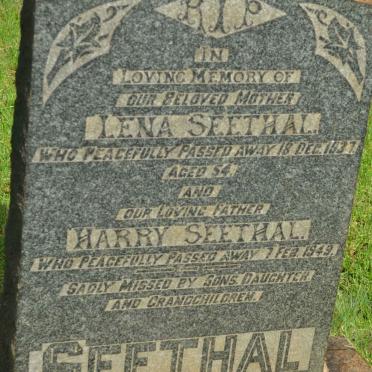 RIP
IN
LOVING MEMORY OF
OUR BELOVED MOTHER
LENA SEETHAL
WHO PEACEFULLY PASSED AWAY 18 DEC. 1937
AGED 54
AND
OUR LOVING FATHER
HARRY SEETHAL
WHO PEACEFULLY PASSED AWAY 7 FEB 1949.
SADLY MISSED BY SONS DAUGHTER
AND GRANDCHILDREN.
SEETHAL